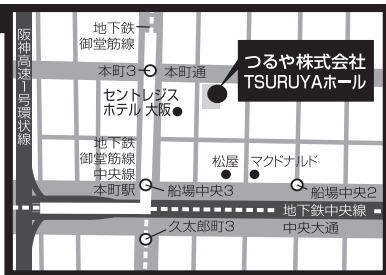 地下鉄
御堂筋線
阪神高速1号環状線
つるや株式会社
TSURUYAホール
本町3
本町通
セントレジス
ホテル 大阪
地下鉄
御堂筋線
中央線
本町駅
松屋
マクドナルド
船場中央3
船場中央2
地下鉄中央線
久太郎町3
中央大通